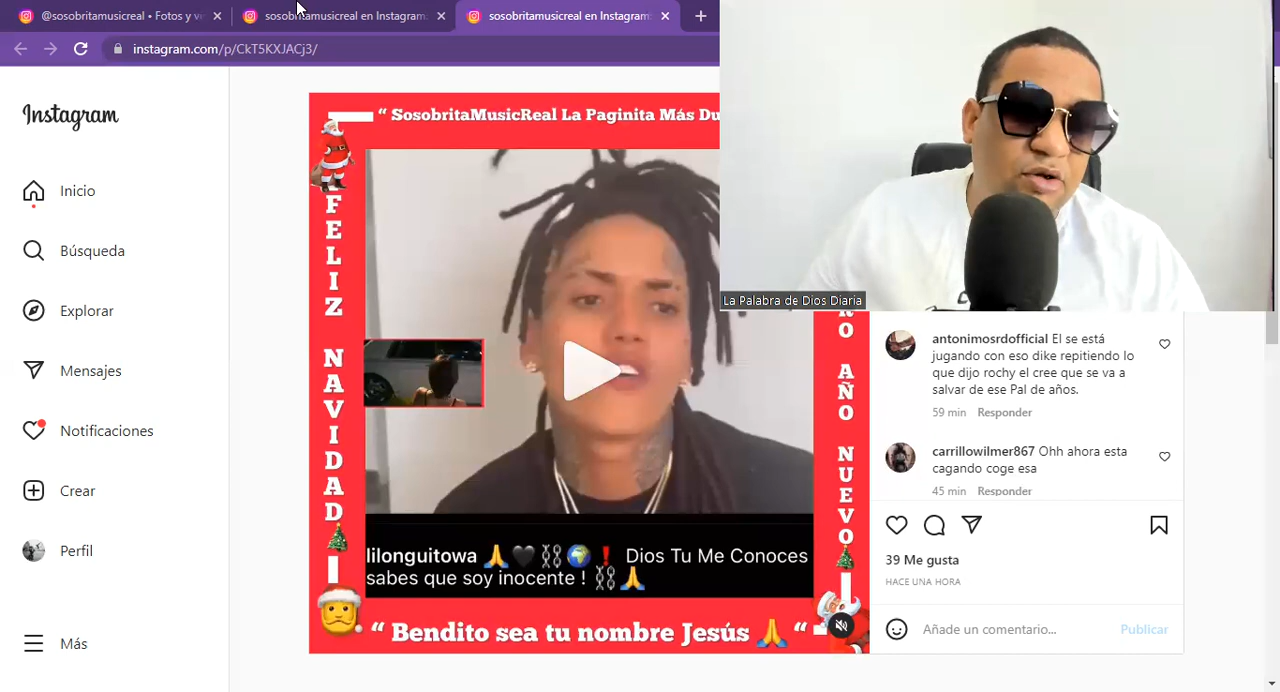 @sosobritamusicreal • Fotos y v
sosobritamusicreal en Instagram:
sosobritamusicreal en Instagram:
instagram.com/p/CkT5KXJACj3/
Instagram
Inicio
Búsqueda
Explorar
Mensajes
Notificaciones
Crear
Perfil
Más
“ SosobritaMusicReal La Paginita Más Du
FELIZ NAVIDAD
RO AÑO NUEVO
lilonguitowa 🙏🖤⛓️🌍❗ Dios Tu Me Conoces
sabes que soy inocente ! ⛓️🙏
“ Bendito sea tu nombre Jesús 🙏 “
La Palabra de Dios Diaria
antonimosrdofficial El se está
jugando con eso dike repitiendo lo
que dijo rochy el cree que se va a
salvar de ese Pal de años.
59 min Responder
carrillowilmer867 Ohh ahora esta
cagando coge esa
45 min Responder
39 Me gusta
HACE UNA HORA
Añade un comentario... Publicar